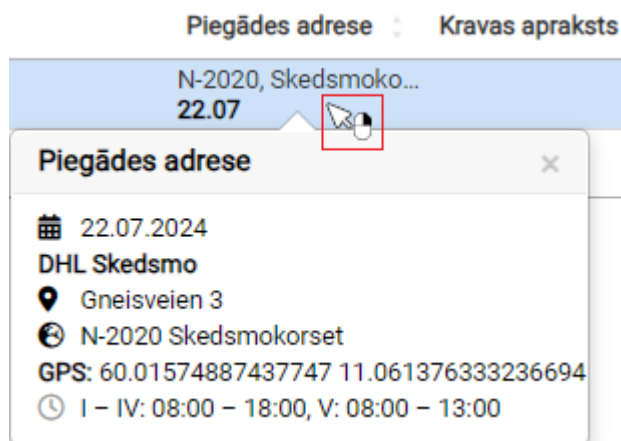 Piegādes adrese Kravas apraksts
N-2020, Skedsmoko...
22.07
Piegādes adrese ×
22.07.2024
DHL Skedsmo
Gneisveien 3
N-2020 Skedsmokorset
GPS: 60.01574887437747 11.061376333236694
I – IV: 08:00 – 18:00, V: 08:00 – 13:00